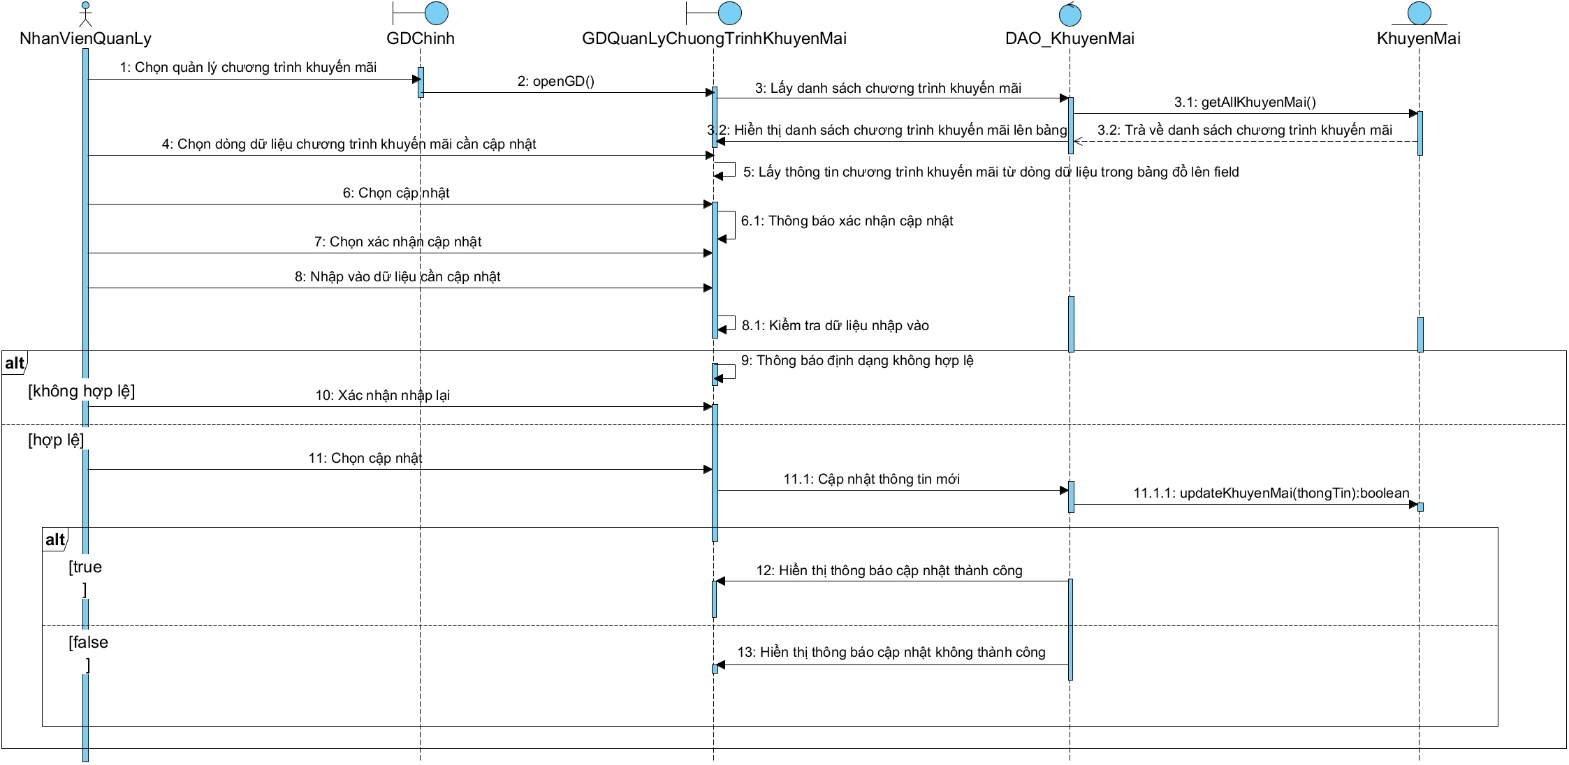 NhanVienQuanLy
GDChinh
GDQuanLyChuongTrinhKhuyenMai
DAO_KhuyenMai
KhuyenMai
1: Chọn quản lý chương trình khuyến mãi
2: openGD()
3: Lấy danh sách chương trình khuyến mãi
3.1: getAllKhuyenMai()
3.2: Hiển thị danh sách chương trình khuyến mãi lên bảng
3.2: Trả về danh sách chương trình khuyến mãi
4: Chọn dòng dữ liệu chương trình khuyến mãi cần cập nhật
5: Lấy thông tin chương trình khuyến mãi từ dòng dữ liệu trong bảng đồ lên field
6: Chọn cập nhật
6.1: Thông báo xác nhận cập nhật
7: Chọn xác nhận cập nhật
8: Nhập vào dữ liệu cần cập nhật
8.1: Kiểm tra dữ liệu nhập vào
alt
9: Thông báo định dạng không hợp lệ
[không hợp lệ]
10: Xác nhận nhập lại
[hợp lệ]
11: Chọn cập nhật
11.1: Cập nhật thông tin mới
11.1.1: updateKhuyenMai(thongTin):boolean
alt
[true
]
12: Hiển thị thông báo cập nhật thành công
[false
]
13: Hiển thị thông báo cập nhật không thành công